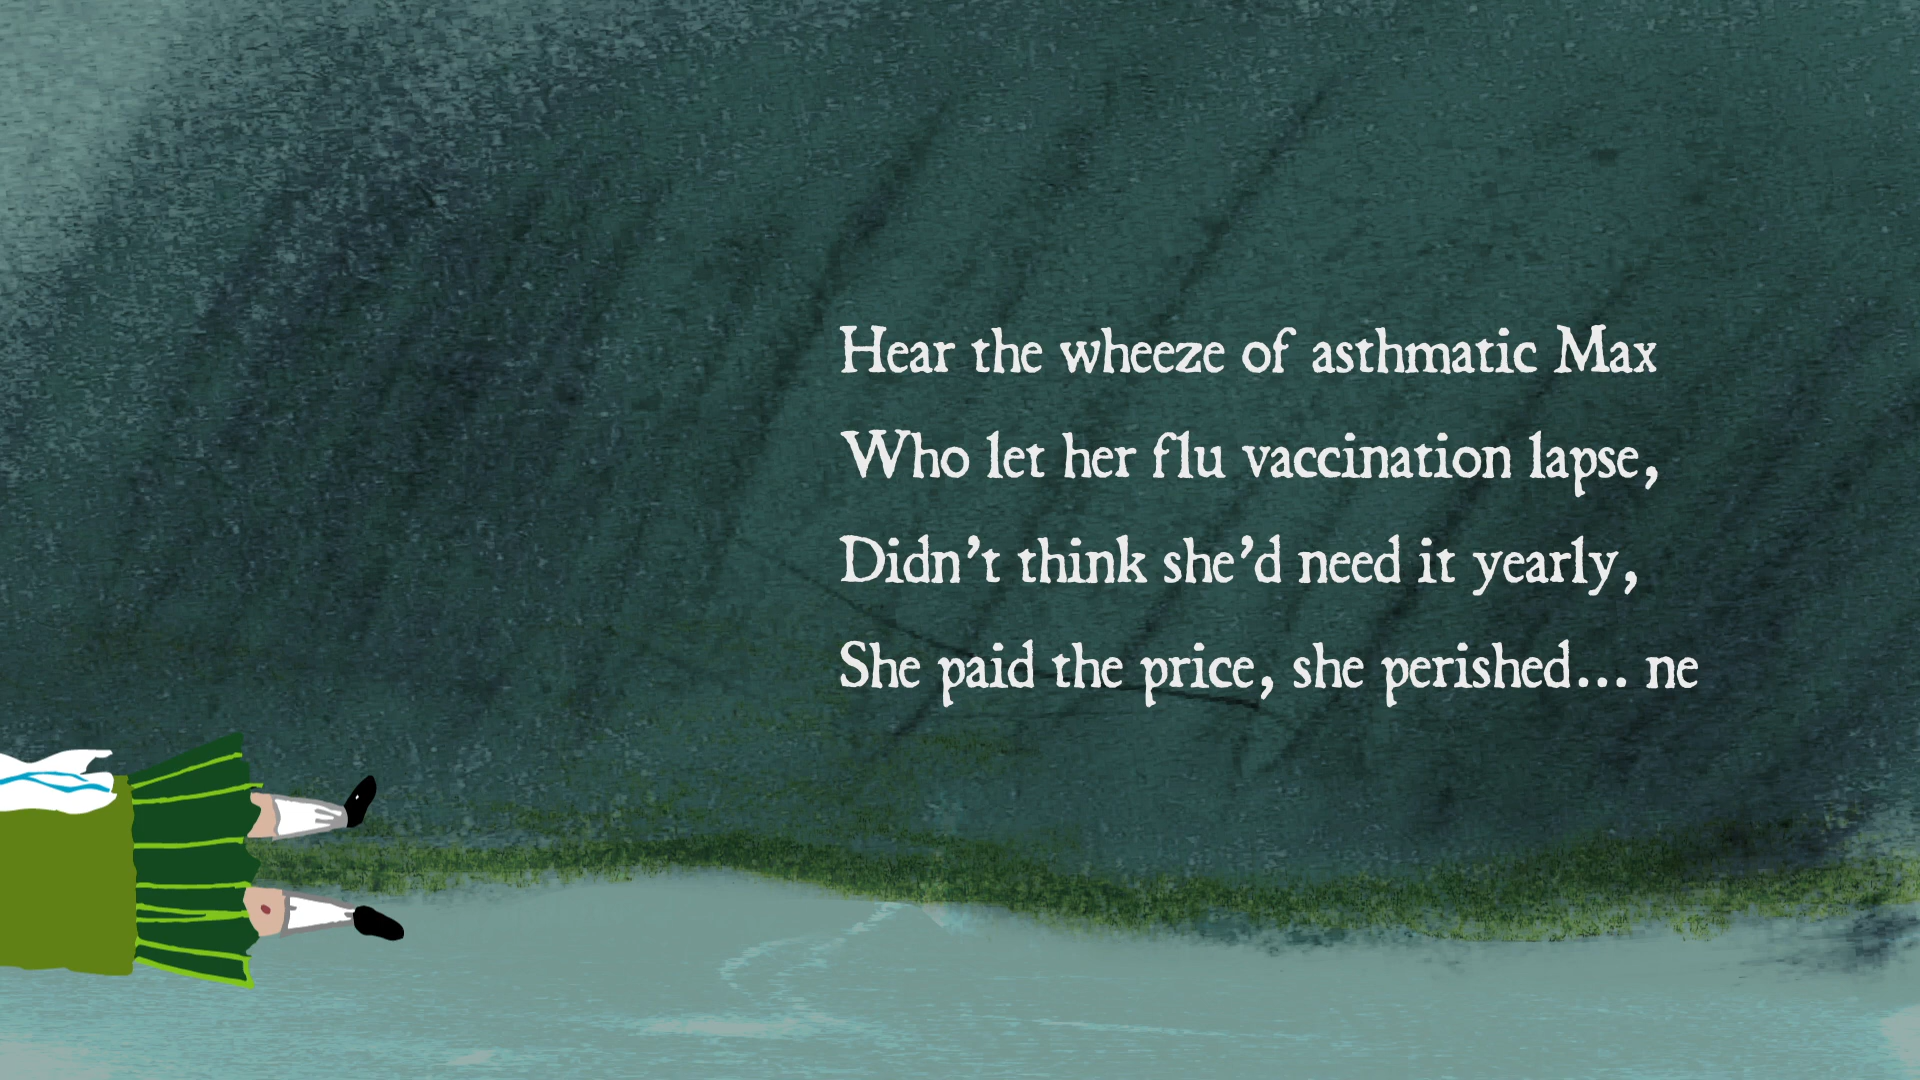 Hear the wheeze of asthmatic Max
Who let her flu vaccination lapse,
Didn’t think she’d need it yearly,
She paid the price, she perished... ne